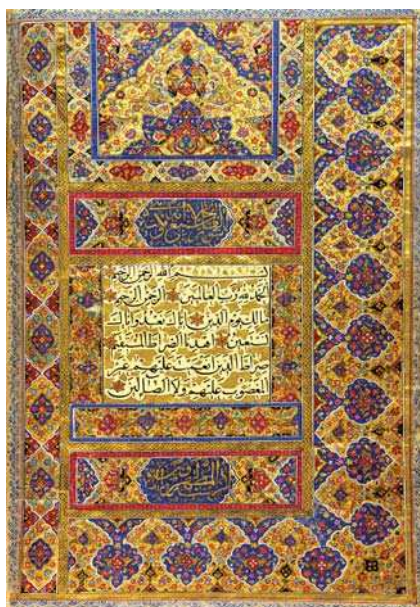 بسم الله الرحمن الرحيم
الحمد لله رب العالمين الرحمن الرحيم
مالك يوم الدين اياك نعبد واياك
نستعين اهدنا الصراط المستقيم
صراط الذين انعمت عليهم غير
المغضوب عليهم ولا الضالين